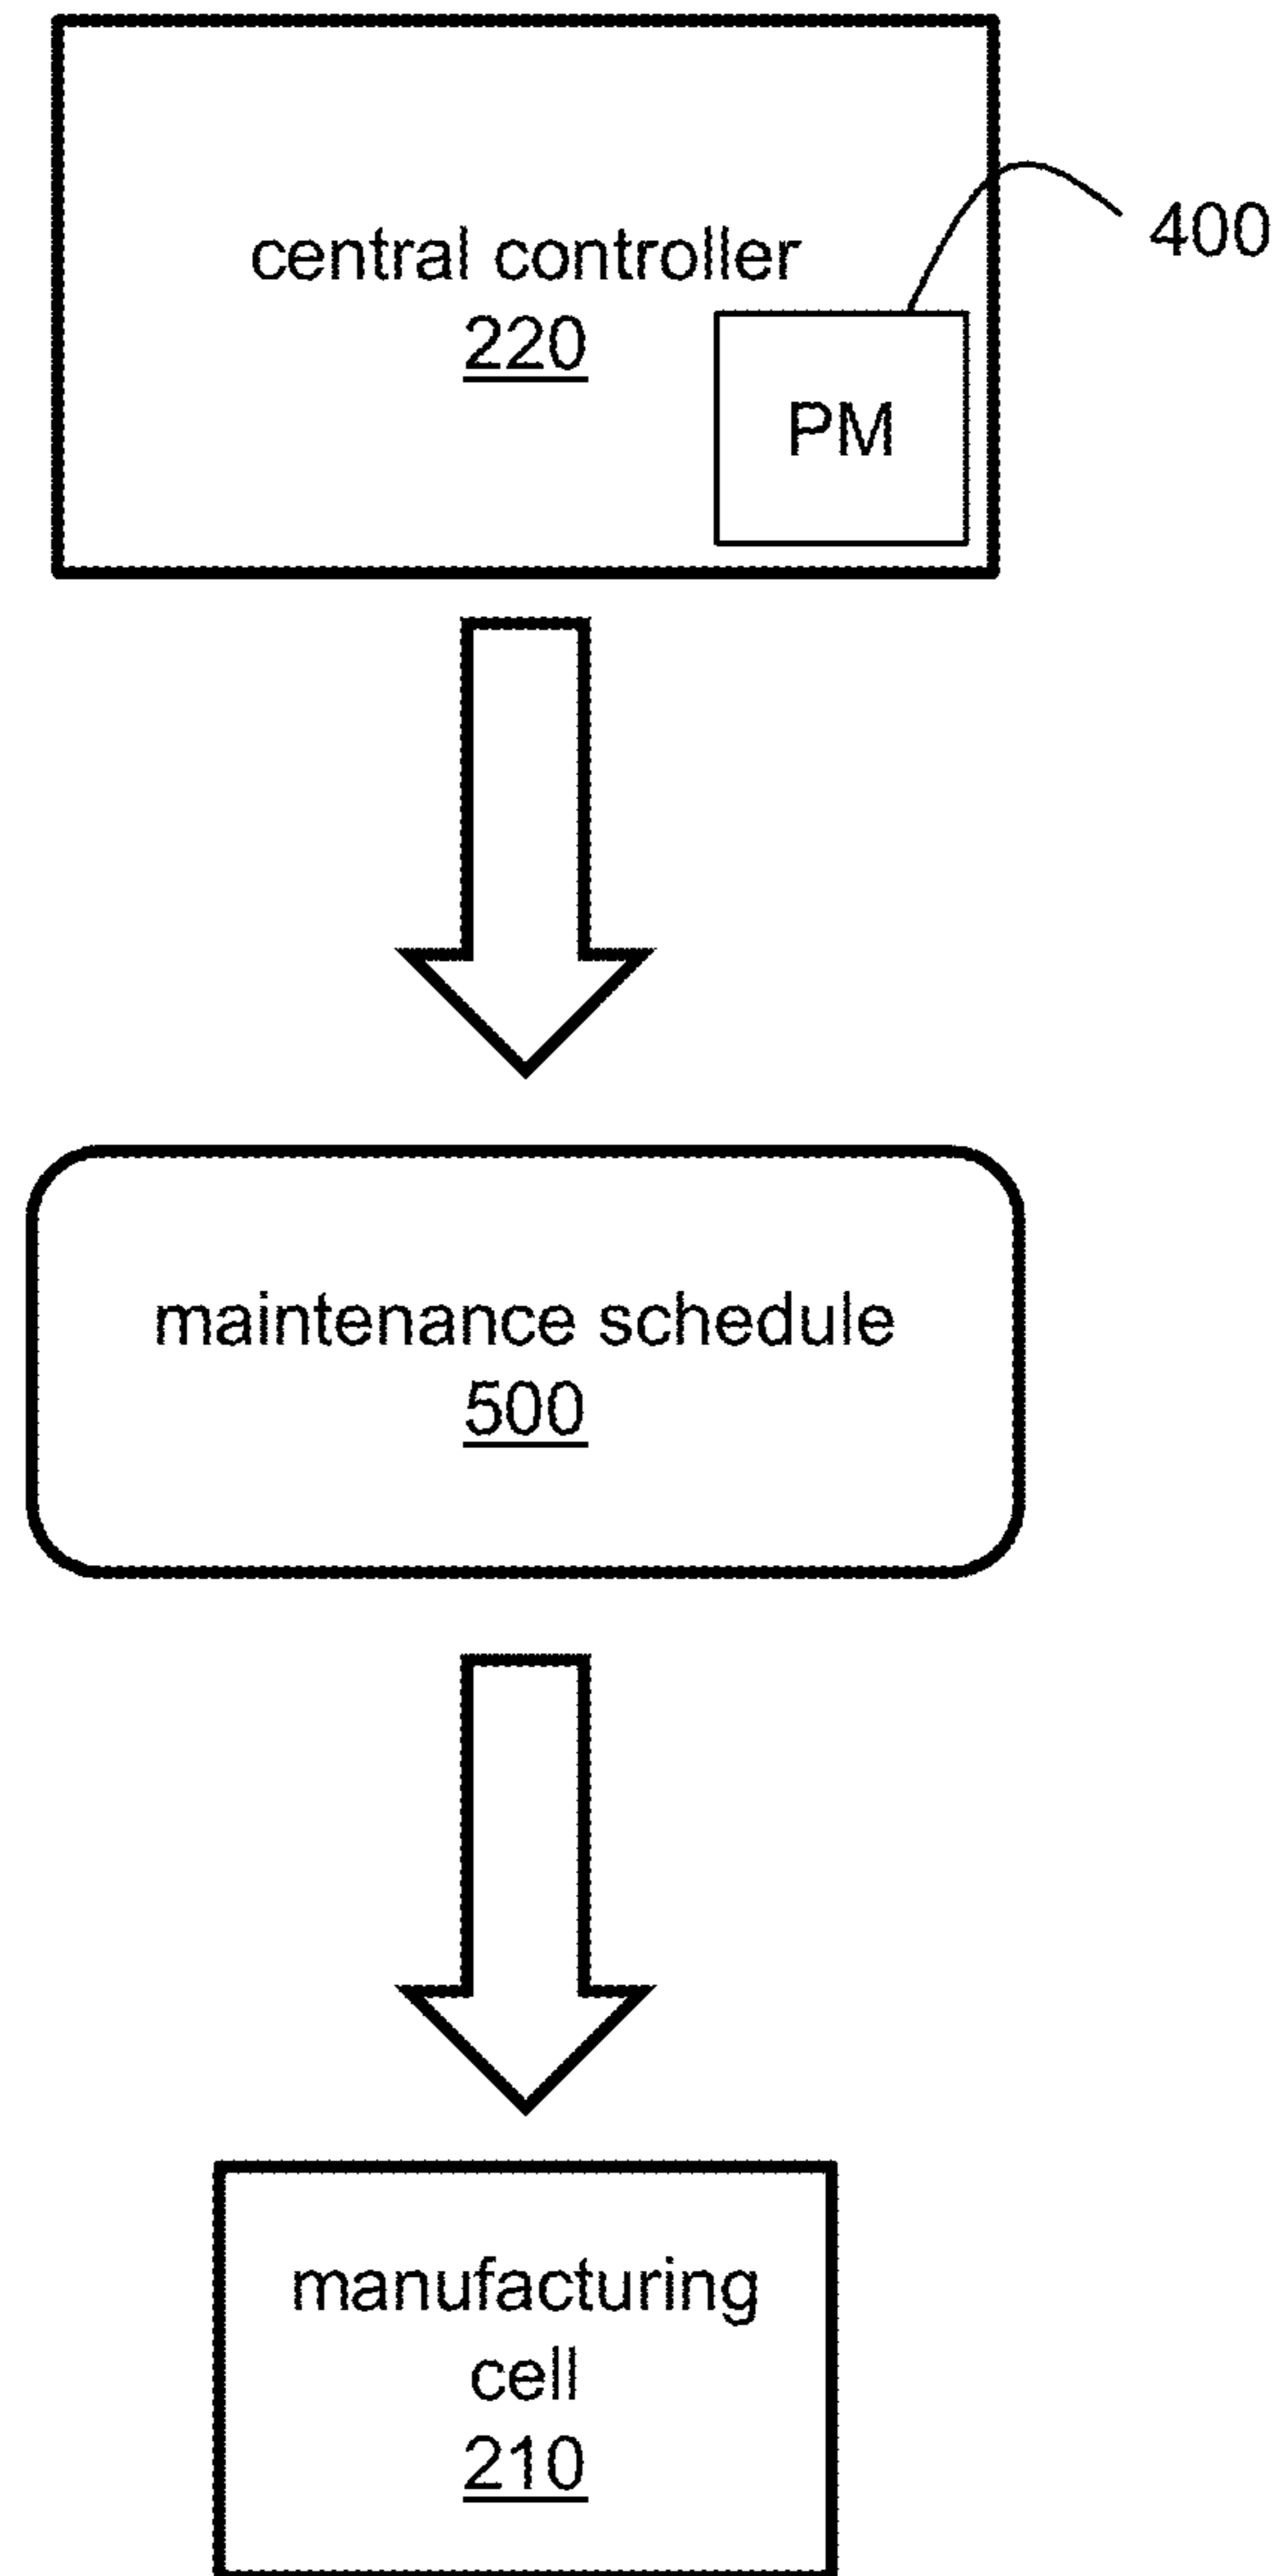 central controller
220
400
PM
maintenance schedule
500
manufacturing
cell
210